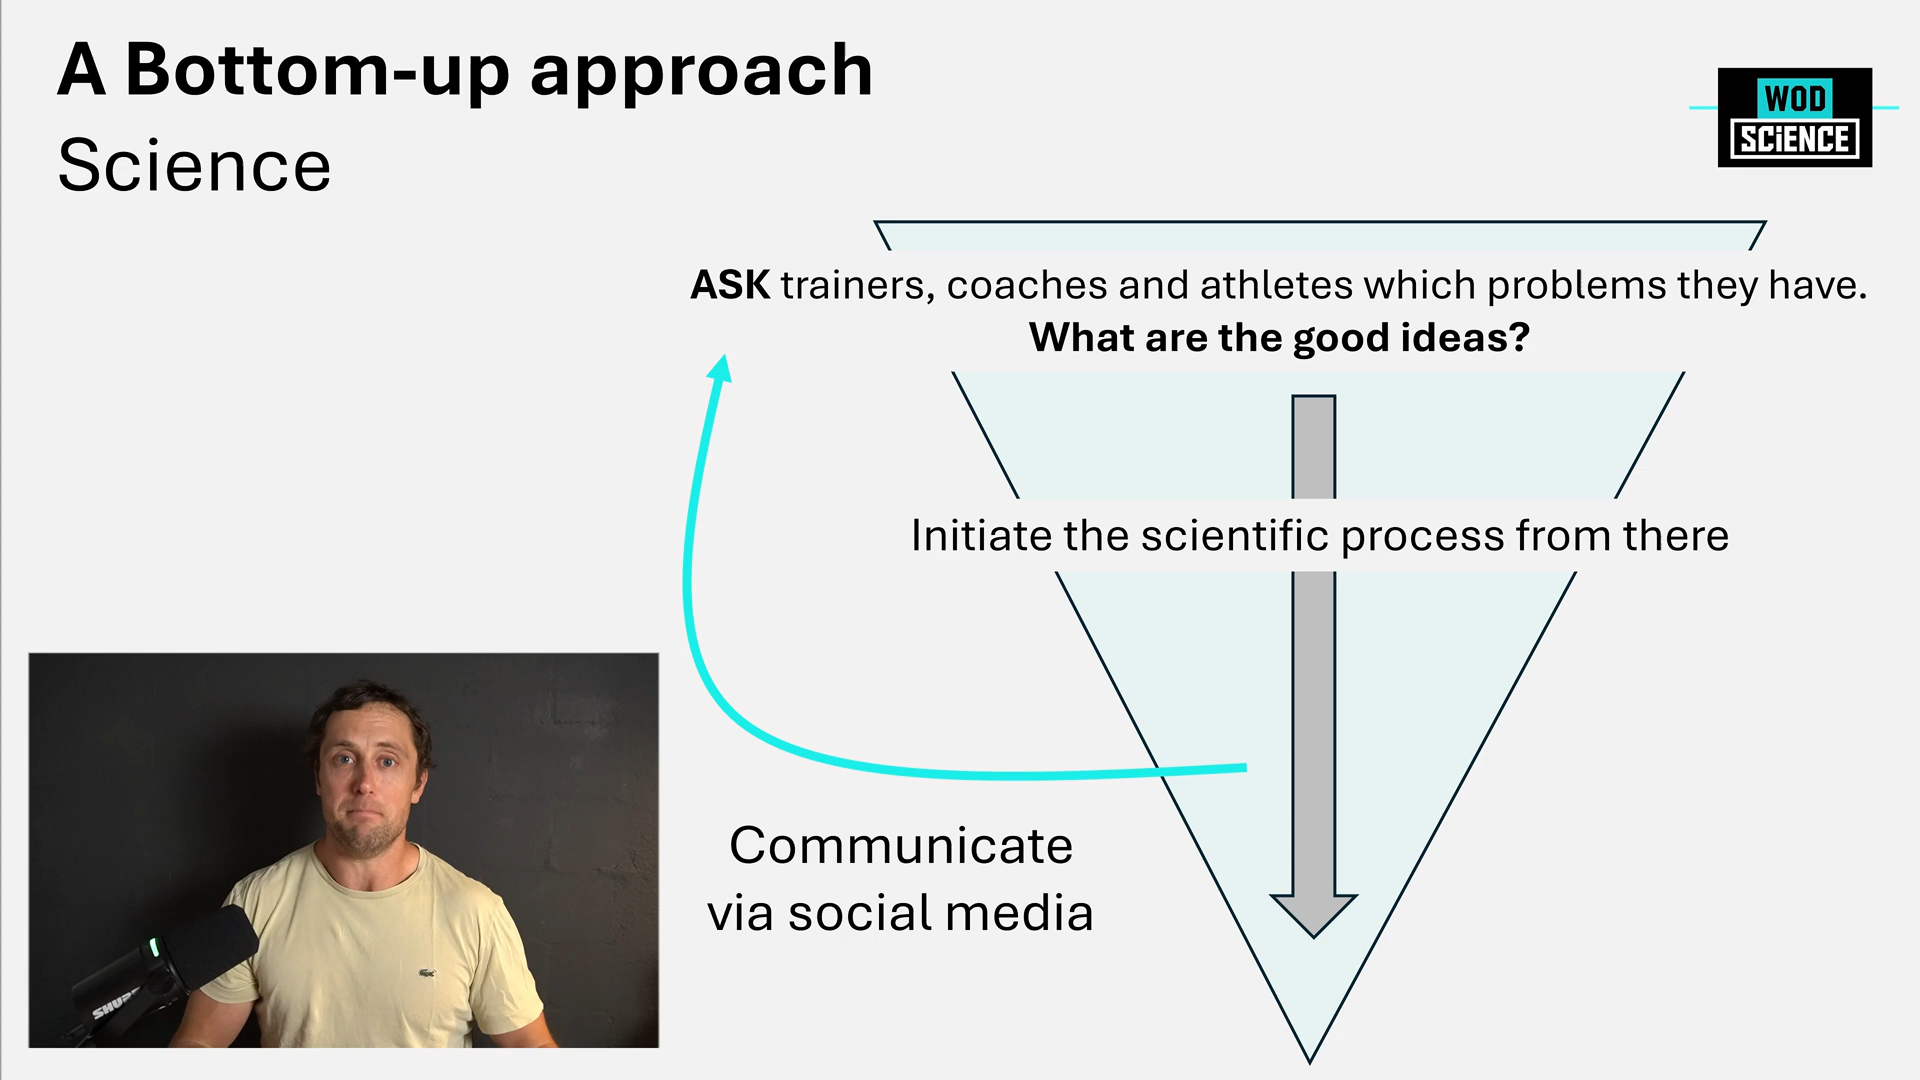 A Bottom-up approach
Science
WOD
SCiENCE
ASK trainers, coaches and athletes which problems they have.
What are the good ideas?
Initiate the scientific process from there
Communicate
via social media
SHURE